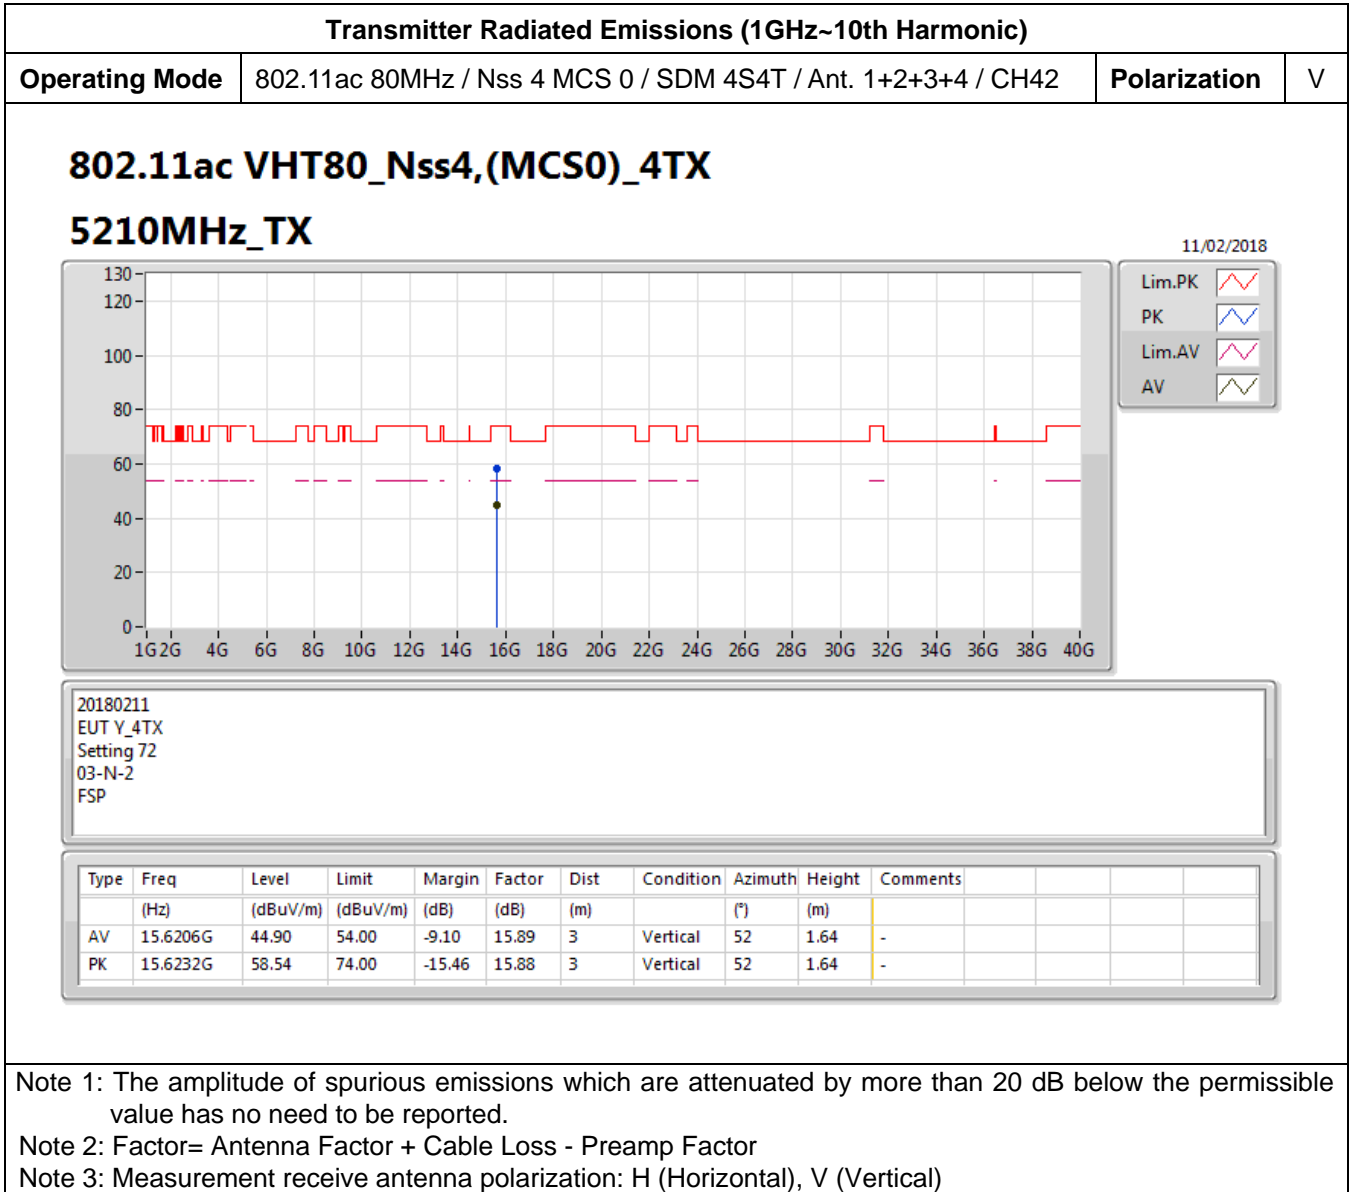 Transmitter Radiated Emissions (1GHz~10th Harmonic)
Operating Mode 802.11ac 80MHz / Nss 4 MCS 0 / SDM 4S4T / Ant. 1+2+3+4 / CH42 Polarization V
802.11ac VHT80_Nss4,(MCS0)_4TX
5210MHz_TX
11/02/2018
130
120
100
80
60
40
20
0
1G 2G 4G 6G 8G 10G 12G 14G 16G 18G 20G 22G 24G 26G 28G 30G 32G 34G 36G 38G 40G
Lim.PK
PK
Lim.AV
AV
20180211
EUT Y_4TX
Setting 72
03-N-2
FSP
Type Freq Level Limit Margin Factor Dist Condition Azimuth Height Comments
(Hz) (dBuV/m) (dBuV/m) (dB) (dB) (m) (°) (m)
AV 15.6206G 44.90 54.00 -9.10 15.89 3 Vertical 52 1.64 -
PK 15.6232G 58.54 74.00 -15.46 15.88 3 Vertical 52 1.64 -
Note 1: The amplitude of spurious emissions which are attenuated by more than 20 dB below the permissible
value has no need to be reported.
Note 2: Factor= Antenna Factor + Cable Loss - Preamp Factor
Note 3: Measurement receive antenna polarization: H (Horizontal), V (Vertical)